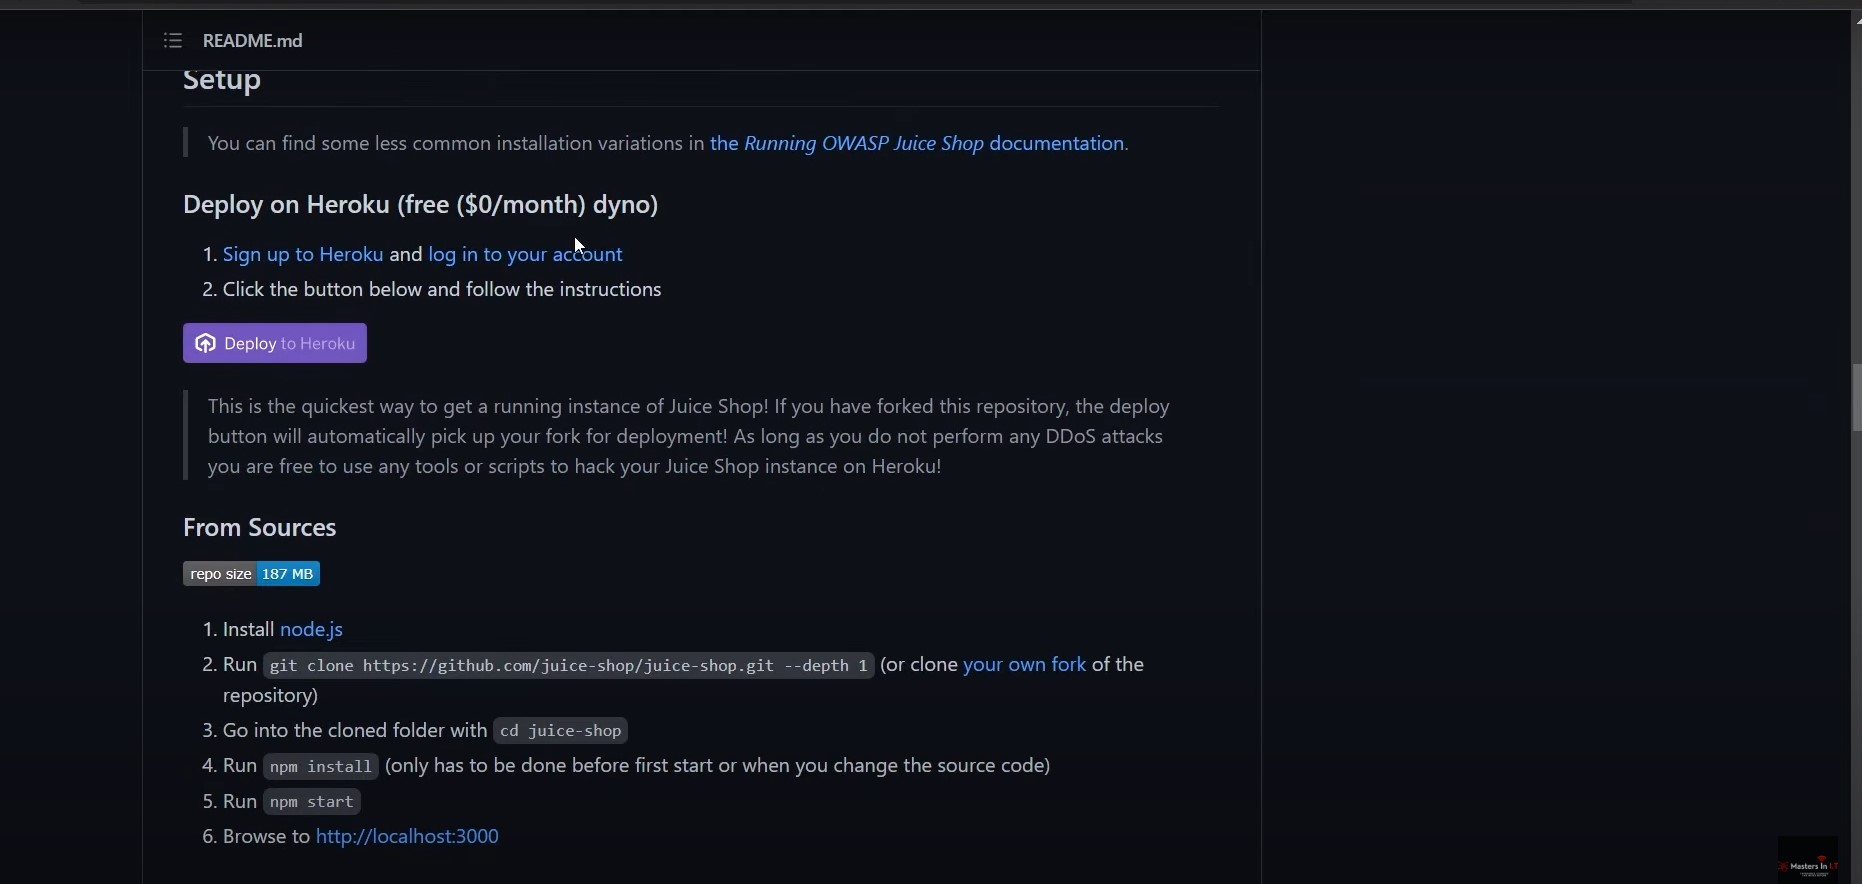 README.md
Setup
You can find some less common installation variations in the Running OWASP Juice Shop documentation.
Deploy on Heroku (free ($0/month) dyno)
1. Sign up to Heroku and log in to your account
2. Click the button below and follow the instructions
Deploy to Heroku
This is the quickest way to get a running instance of Juice Shop! If you have forked this repository, the deploy
button will automatically pick up your fork for deployment! As long as you do not perform any DDoS attacks
you are free to use any tools or scripts to hack your Juice Shop instance on Heroku!
From Sources
repo size 187 MB
1. Install node.js
2. Run git clone https://github.com/juice-shop/juice-shop.git --depth 1 (or clone your own fork of the
repository)
3. Go into the cloned folder with cd juice-shop
4. Run npm install (only has to be done before first start or when you change the source code)
5. Run npm start
6. Browse to http://localhost:3000
Masters In I.T